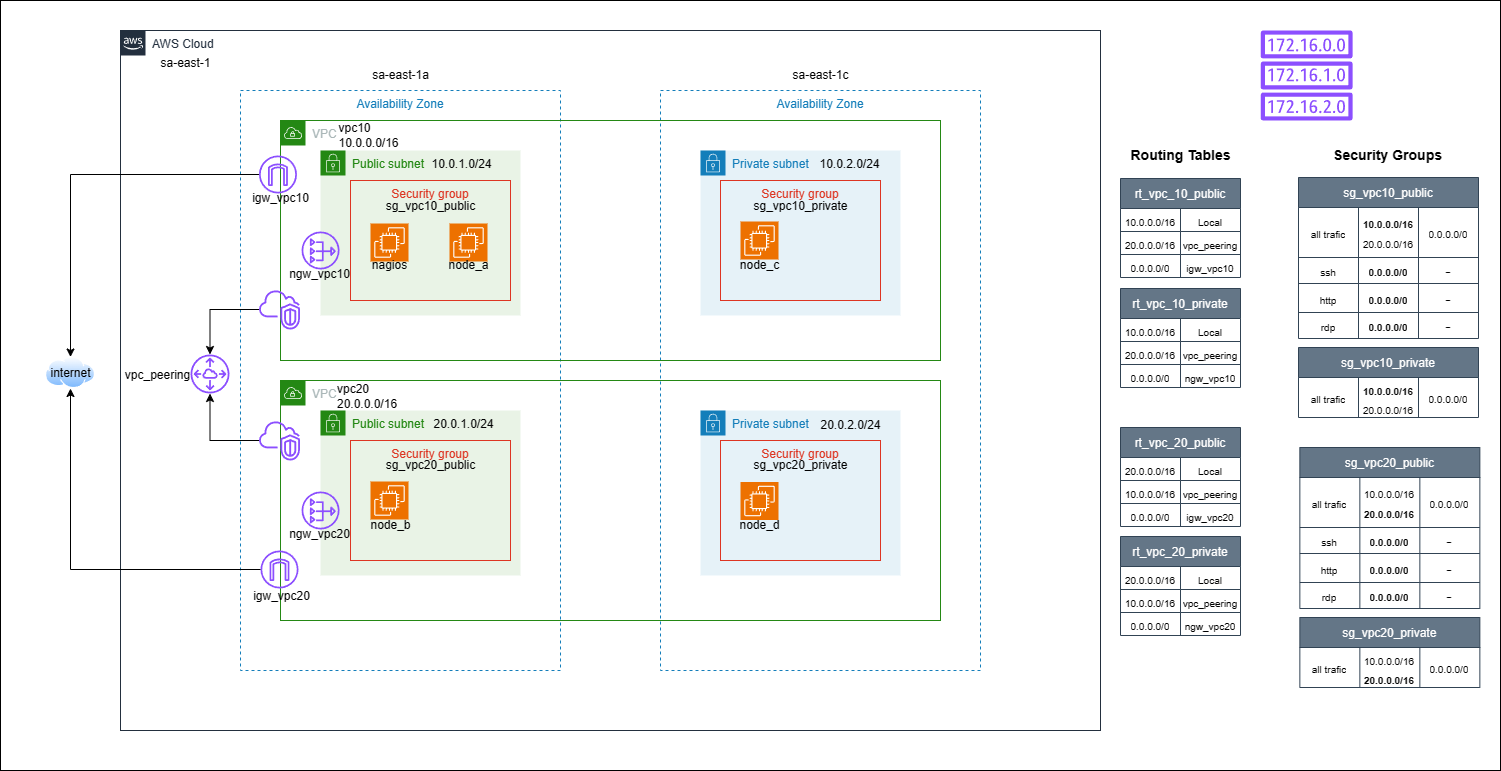 aws
AWS Cloud
sa-east-1
sa-east-1a
sa-east-1c
Availability Zone
Availability Zone
VPC
vpc10
10.0.0.0/16
Public subnet
10.0.1.0/24
Security group
sg_vpc10_public
nagios
node_a
igw_vpc10
ngw_vpc10
Private subnet
10.0.2.0/24
Security group
sg_vpc10_private
node_c
internet
vpc_peering
VPC
vpc20
20.0.0.0/16
Public subnet
20.0.1.0/24
Security group
sg_vpc20_public
node_b
ngw_vpc20
igw_vpc20
Private subnet
20.0.2.0/24
Security group
sg_vpc20_private
node_d
172.16.0.0
172.16.1.0
172.16.2.0
Routing Tables
rt_vpc_10_public
10.0.0.0/16 Local
20.0.0.0/16 vpc_peering
0.0.0.0/0 igw_vpc10
rt_vpc_10_private
10.0.0.0/16 Local
20.0.0.0/16 vpc_peering
0.0.0.0/0 ngw_vpc10
rt_vpc_20_public
20.0.0.0/16 Local
10.0.0.0/16 vpc_peering
0.0.0.0/0 igw_vpc20
rt_vpc_20_private
20.0.0.0/16 Local
10.0.0.0/16 vpc_peering
0.0.0.0/0 ngw_vpc20
Security Groups
sg_vpc10_public
10.0.0.0/16
all trafic 0.0.0.0/0
20.0.0.0/16
ssh 0.0.0.0/0 -
http 0.0.0.0/0 -
rdp 0.0.0.0/0 -
sg_vpc10_private
10.0.0.0/16
all trafic 0.0.0.0/0
20.0.0.0/16
sg_vpc20_public
10.0.0.0/16
all trafic 0.0.0.0/0
20.0.0.0/16
ssh 0.0.0.0/0 -
http 0.0.0.0/0 -
rdp 0.0.0.0/0 -
sg_vpc20_private
10.0.0.0/16
all trafic 0.0.0.0/0
20.0.0.0/16